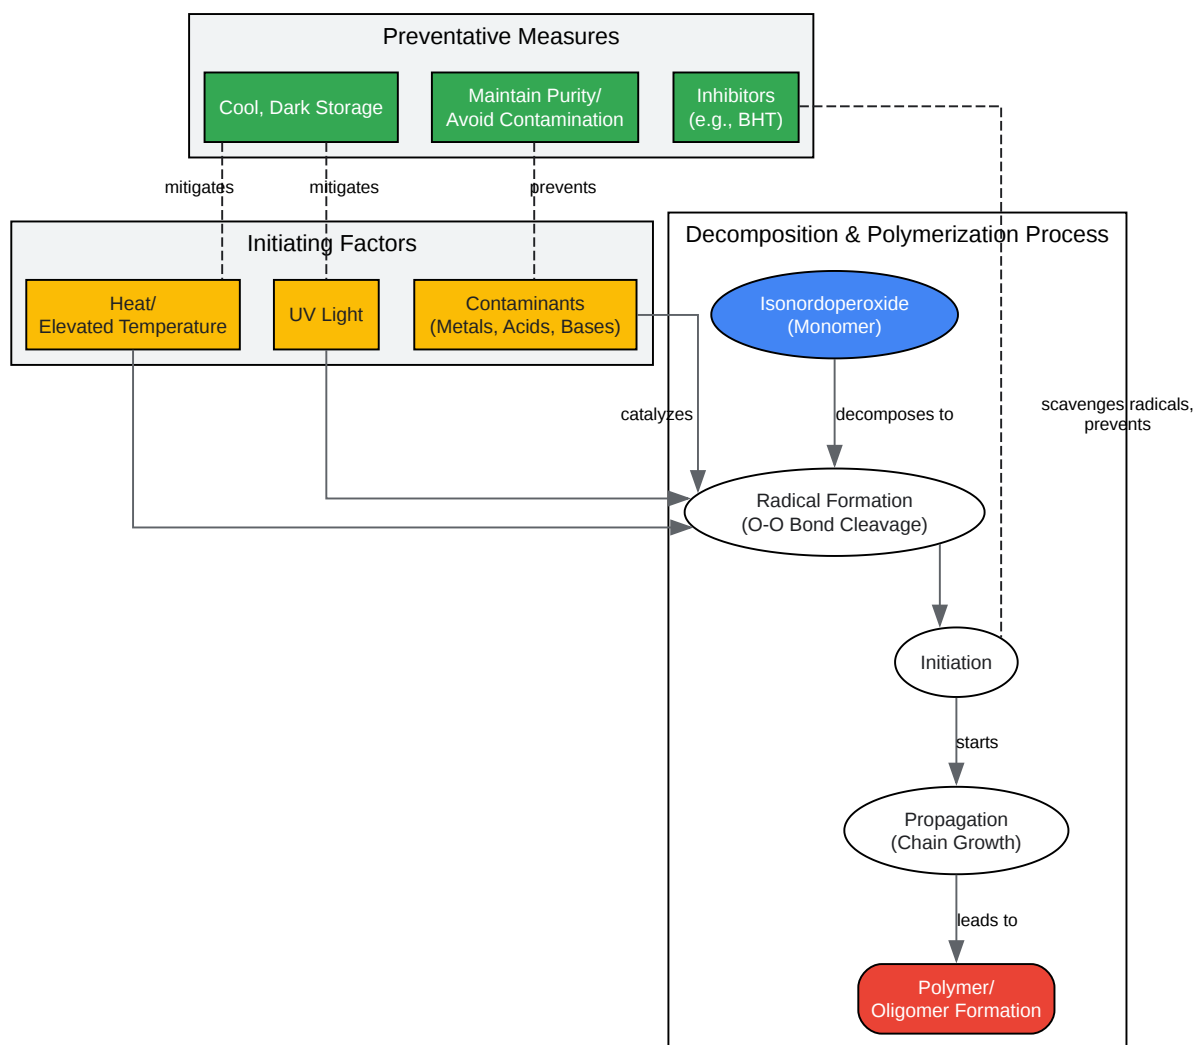 Preventative Measures
Cool, Dark Storage
Maintain Purity/
Avoid Contamination
Inhibitors
(e.g., BHT)
mitigates
mitigates
prevents
Initiating Factors
Heat/
Elevated Temperature
UV Light
Contaminants
(Metals, Acids, Bases)
Decomposition & Polymerization Process
Isonordoperoxide
(Monomer)
catalyzes
decomposes to
scavenges radicals,
prevents
Radical Formation
(O-O Bond Cleavage)
Initiation
starts
Propagation
(Chain Growth)
leads to
Polymer/
Oligomer Formation